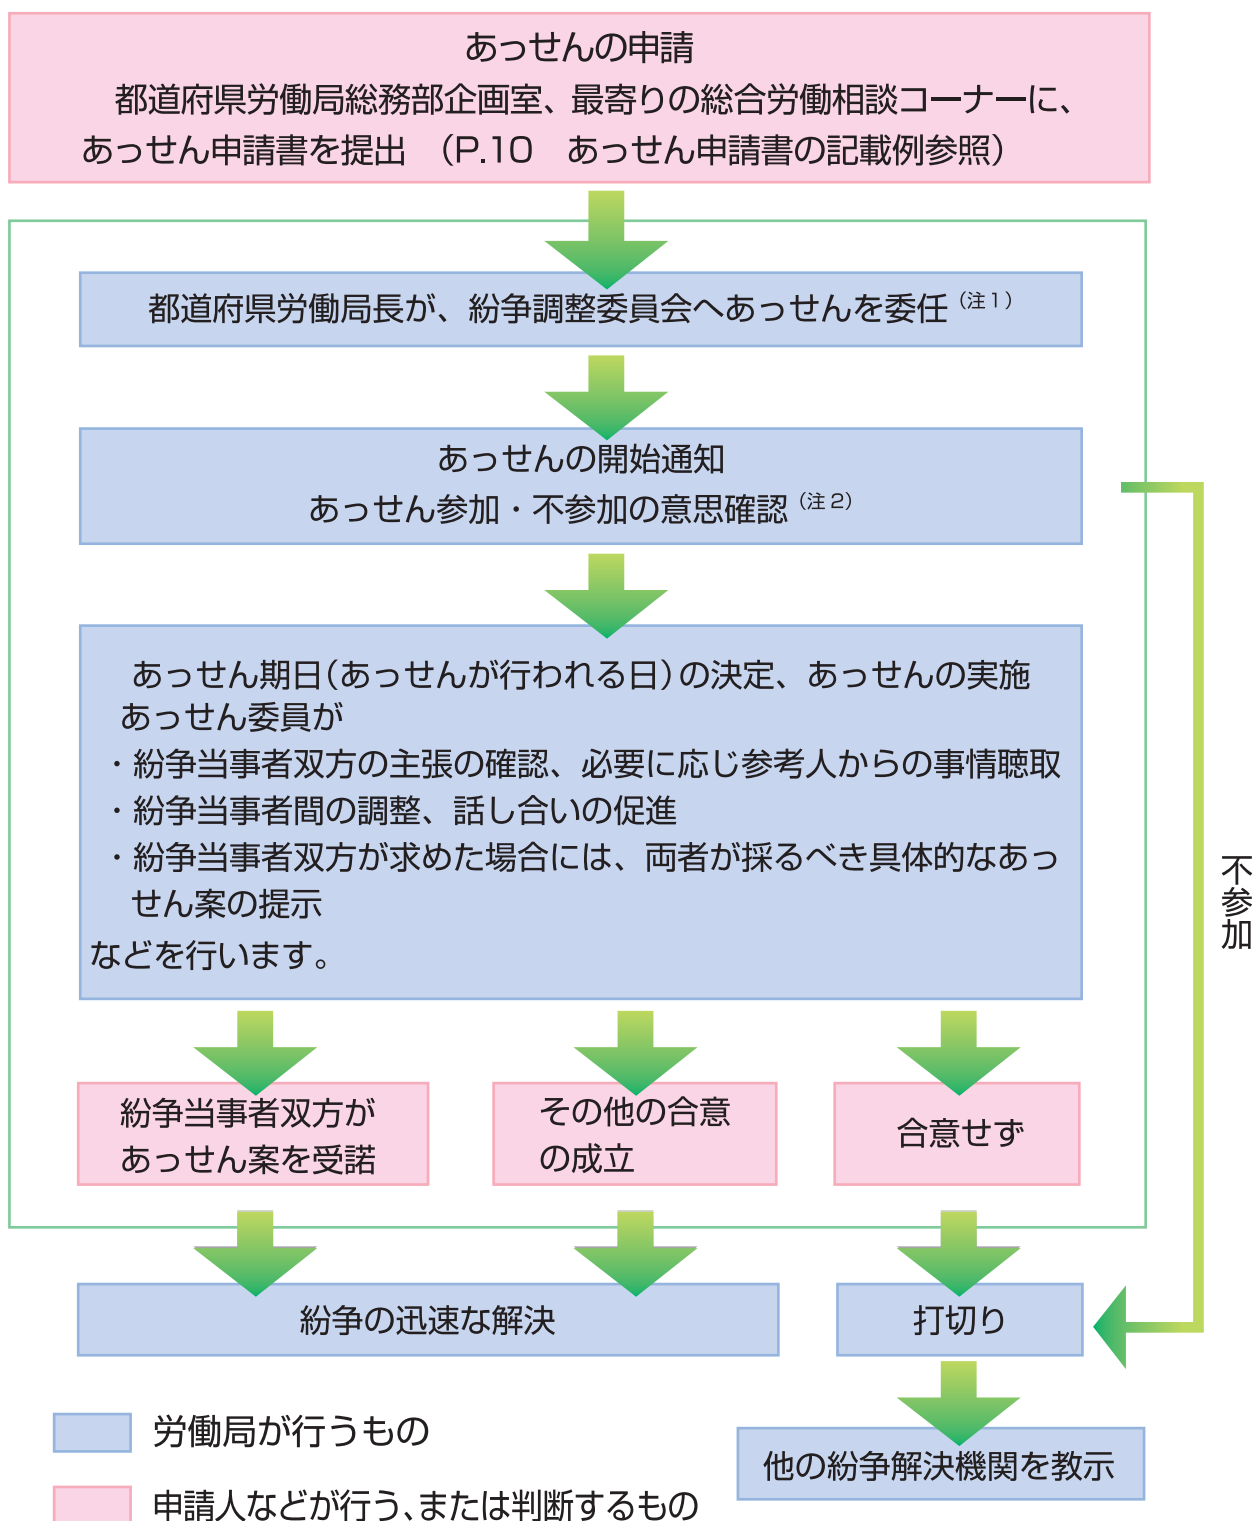 あっせんの申請
都道府県労働局総務部企画室、最寄りの総合労働相談コーナーに、
あっせん申請書を提出　（P.10　あっせん申請書の記載例参照）
都道府県労働局長が、紛争調整委員会へあっせんを委任（注１）
あっせんの開始通知
あっせん参加・不参加の意思確認（注２）
あっせん期日（あっせんが行われる日）の決定、あっせんの実施
あっせん委員が
・紛争当事者双方の主張の確認、必要に応じ参考人からの事情聴取
・紛争当事者間の調整、話し合いの促進
・紛争当事者双方が求めた場合には、両者が採るべき具体的なあっ
せん案の提示
などを行います。
不参加
紛争当事者双方が
あっせん案を受諾
その他の合意
の成立
合意せず
紛争の迅速な解決
打切り
他の紛争解決機関を教示
労働局が行うもの
申請人などが行う、または判断するもの